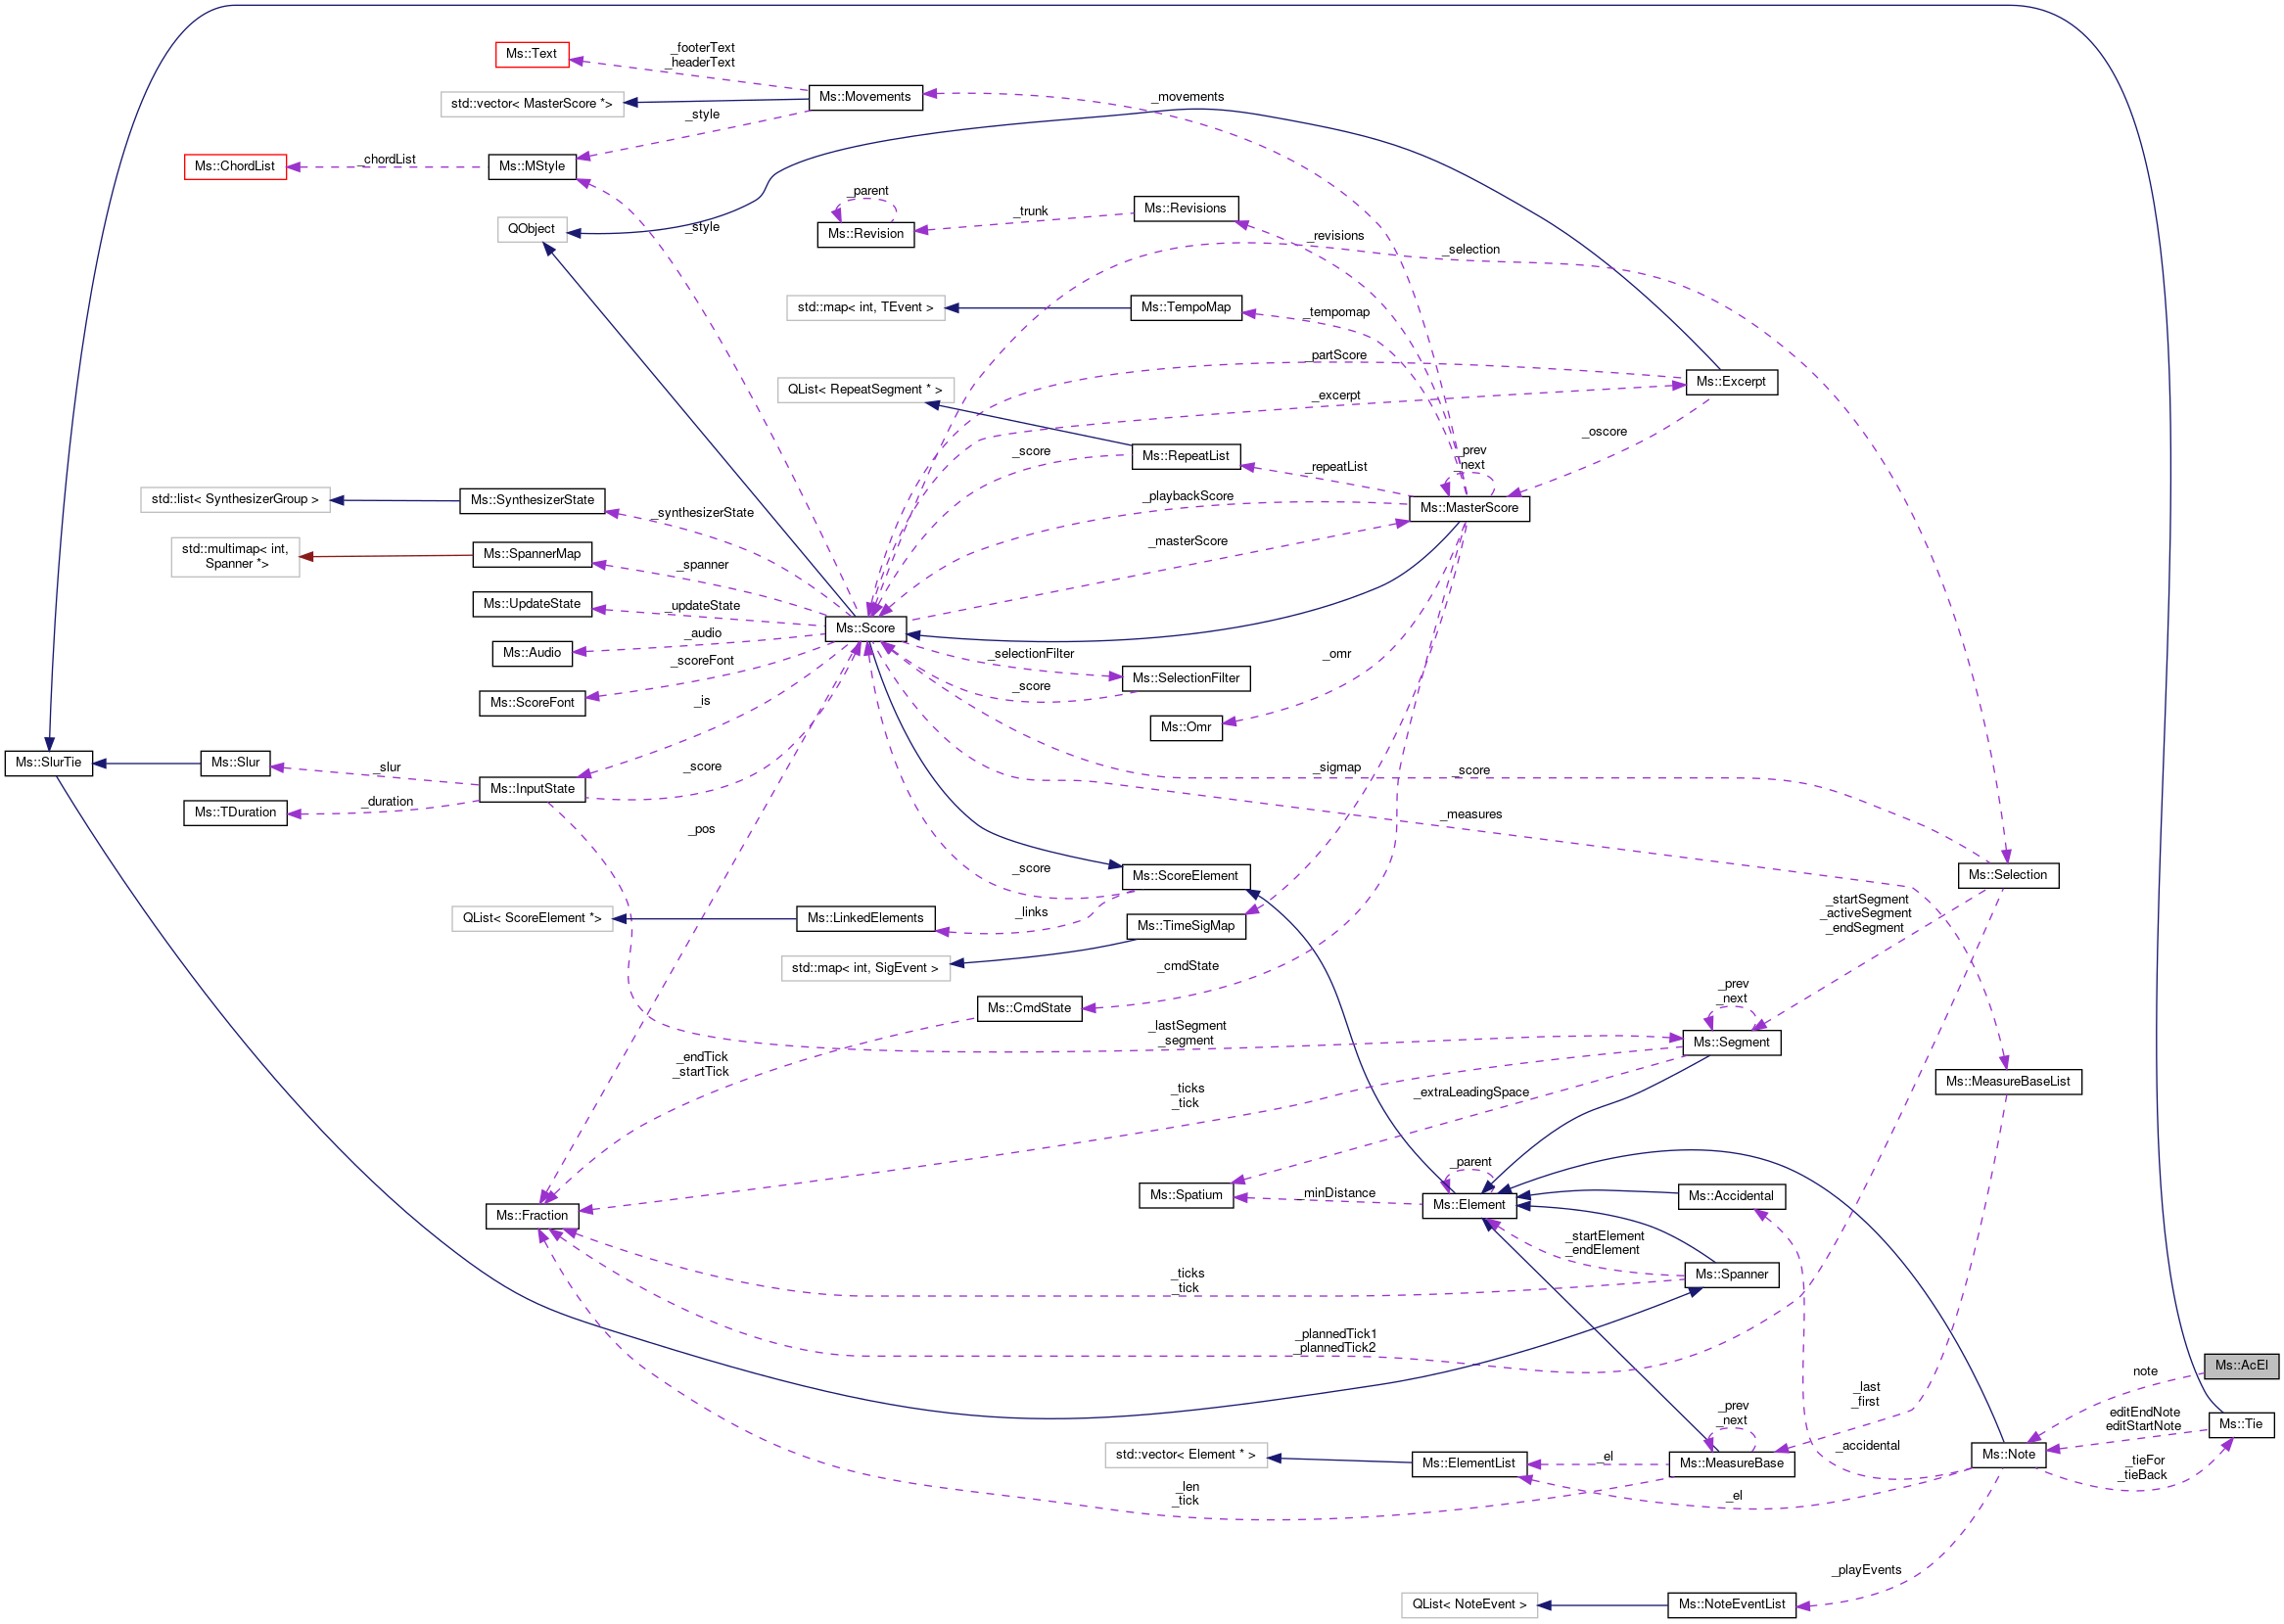 _footerText
_headerText
Ms::Text
Ms::Movements
_movements
std::vector< MasterScore *>
_style
_chordList
Ms::ChordList
Ms::MStyle
_parent
Ms::Revisions
_trunk
QObject
_style
Ms::Revision
_revisions
_selection
std::map< int, TEvent >
Ms::TempoMap
_tempomap
_partScore
QList< RepeatSegment * >
Ms::Excerpt
_excerpt
_oscore
_score
Ms::RepeatList
_repeatList
_prev
_next
std::list< SynthesizerGroup >
Ms::SynthesizerState
_synthesizerState
_playbackScore
Ms::MasterScore
std::multimap< int,
Spanner *>
Ms::SpannerMap
_spanner
_masterScore
Ms::UpdateState
_updateState
Ms::Score
_audio
Ms::Audio
_selectionFilter
_omr
_scoreFont
_score
Ms::SelectionFilter
Ms::ScoreFont
_is
Ms::Omr
Ms::SlurTie
Ms::Slur
_slur
_score
_sigmap
_score
Ms::InputState
_duration
Ms::TDuration
_measures
_pos
_score
Ms::ScoreElement
Ms::Selection
_startSegment
_activeSegment
_endSegment
QList< ScoreElement *>
Ms::LinkedElements
_links
Ms::TimeSigMap
std::map< int, SigEvent >
_cmdState
_prev
_next
Ms::CmdState
_lastSegment
_segment
Ms::Segment
_endTick
_startTick
Ms::MeasureBaseList
_ticks
_tick
_extraLeadingSpace
_parent
Ms::Spatium
_minDistance
Ms::Element
Ms::Accidental
Ms::Fraction
_startElement
_endElement
Ms::Spanner
_ticks
_tick
_plannedTick1
_plannedTick2
Ms::AcEl
note
_last
_first
_prev
_next
editEndNote
editStartNote
Ms::Tie
std::vector< Element * >
Ms::ElementList
_el
Ms::MeasureBase
_accidental
Ms::Note
_tieFor
_tieBack
_len
_tick
_el
_playEvents
QList< NoteEvent >
Ms::NoteEventList